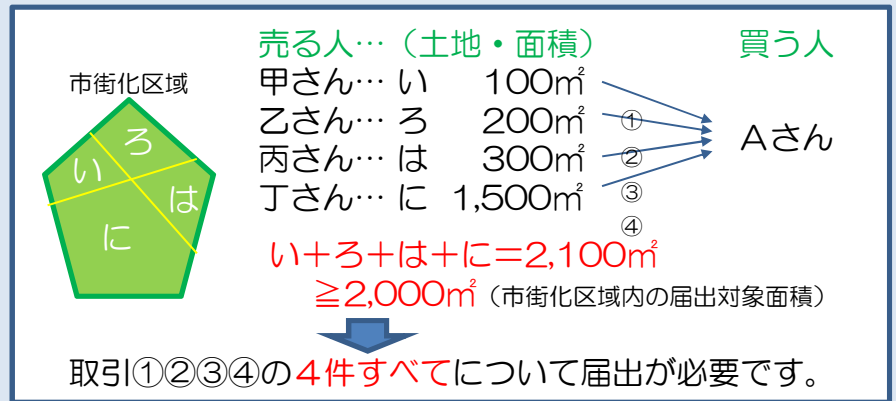 売る人…（土地・面積） 買う人
市街化区域
甲さん… い 100㎡
乙さん… ろ 200㎡ ①
丙さん… は 300㎡ ②
丁さん… に 1,500㎡ ③
④
Aさん
い
ろ
は
に
い＋ろ＋は＋に＝2,100㎡
≧2,000㎡（市街化区域内の届出対象面積）
取引①②③④の４件すべてについて届出が必要です。